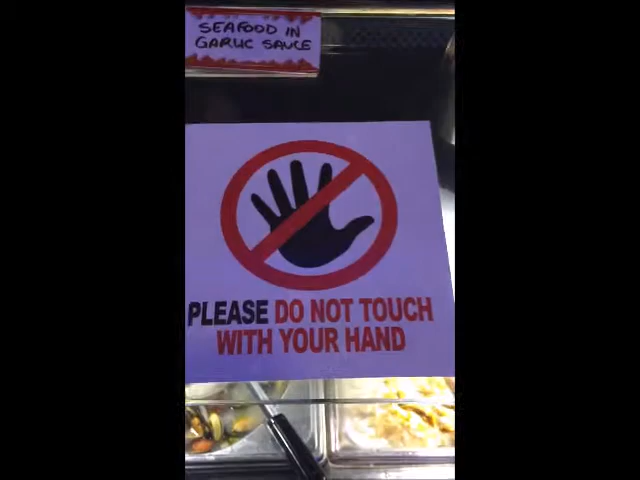 SEAFOOD IN
GARLIC SAUCE
PLEASE DO NOT TOUCH
WITH YOUR HAND